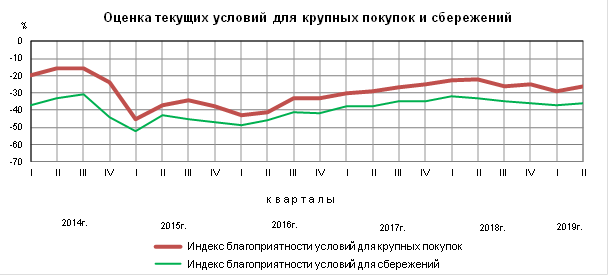 Оценка текущих условий для крупных покупок и сбережений
%
0
-10
-20
-30
-40
-50
-60
-70
I II III IV I II III IV I II III IV I II III IV I II III IV I II
кварталы
2014г. 2015г. 2016г. 2017г. 2018г. 2019г.
Индекс благоприятности условий для крупных покупок
Индекс благоприятности условий для сбережений